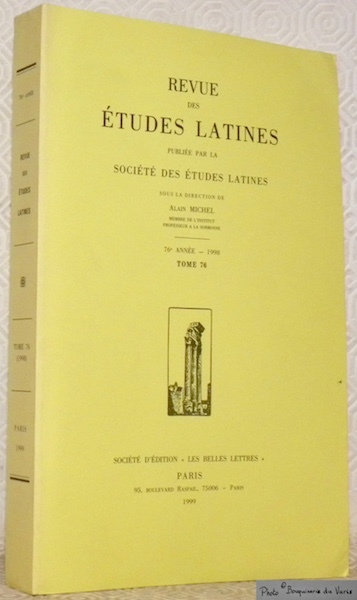 76e ANNÉE
REVUE
DES
ÉTUDES
LATINES
TOME 76
(1998)
PARIS
1999
REVUE
DES
ÉTUDES LATINES
PUBLIÉE PAR LA
SOCIÉTÉ DES ÉTUDES LATINES
SOUS LA DIRECTION DE
ALAIN MICHEL
MEMBRE DE L'INSTITUT
PROFESSEUR A LA SORBONNE
76e ANNÉE — 1998
TOME 76
SOCIÉTÉ D'ÉDITION « LES BELLES LETTRES »
PARIS
95, BOULEVARD RASPAIL, 75006 — PARIS
1999
Photo © Bouquinerie du Varis